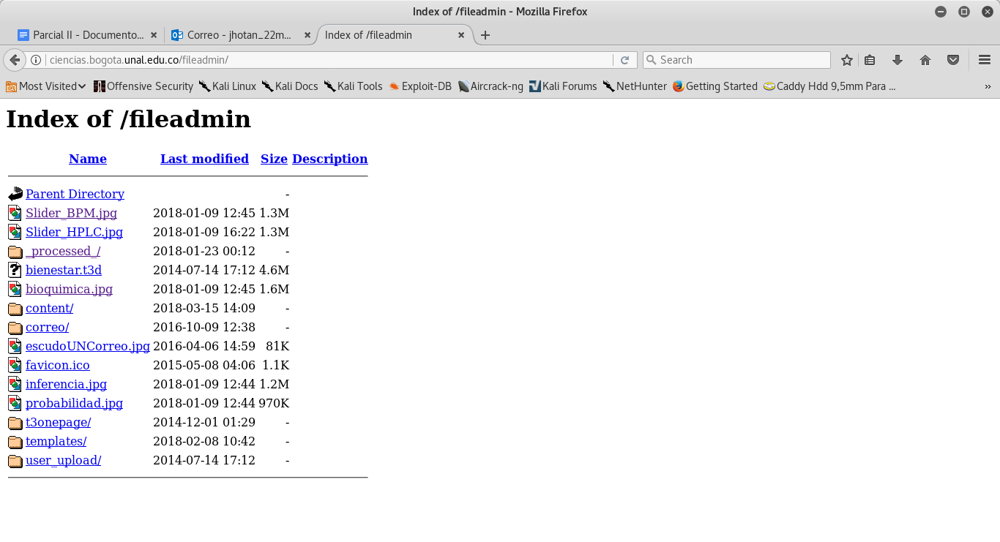 Index of /fileadmin - Mozilla Firefox
Parcial II - Documento... × Correo - jhotan_22m... × Index of /fileadmin ×
ciencias.bogota.unal.edu.co/fileadmin/ Search
Most Visited Offensive Security Kali Linux Kali Docs Kali Tools Exploit-DB Aircrack-ng Kali Forums NetHunter Getting Started Caddy Hdd 9,5mm Para ... »
Index of /fileadmin
Name Last modified Size Description
Parent Directory -
Slider_BPM.jpg 2018-01-09 12:45 1.3M
Slider_HPLC.jpg 2018-01-09 16:22 1.3M
_processed_/ 2018-01-23 00:12 -
bienestar.t3d 2014-07-14 17:12 4.6M
bioquimica.jpg 2018-01-09 12:45 1.6M
content/ 2018-03-15 14:09 -
correo/ 2016-10-09 12:38 -
escudoUNCorreo.jpg 2016-04-06 14:59 81K
favicon.ico 2015-05-08 04:06 1.1K
inferencia.jpg 2018-01-09 12:44 1.2M
probabilidad.jpg 2018-01-09 12:44 970K
t3onepage/ 2014-12-01 01:29 -
templates/ 2018-02-08 10:42 -
user_upload/ 2014-07-14 17:12 -